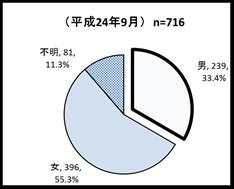 （平成24年9月）n=716
不明, 81,
11.3%
男, 239,
33.4%
女, 396,
55.3%